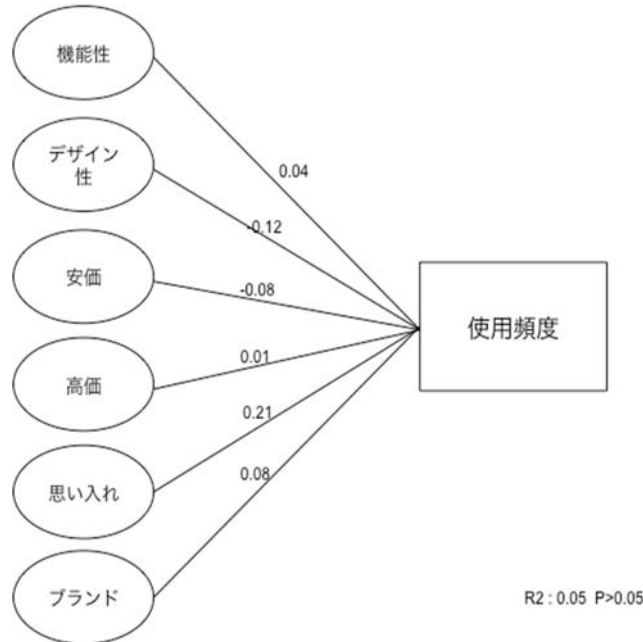 機能性
0.04
デザイン
性
-0.12
安価
-0.08
使用頻度
高価
0.01
思い入れ
0.21
ブランド
0.08
R2 : 0.05 P>0.05